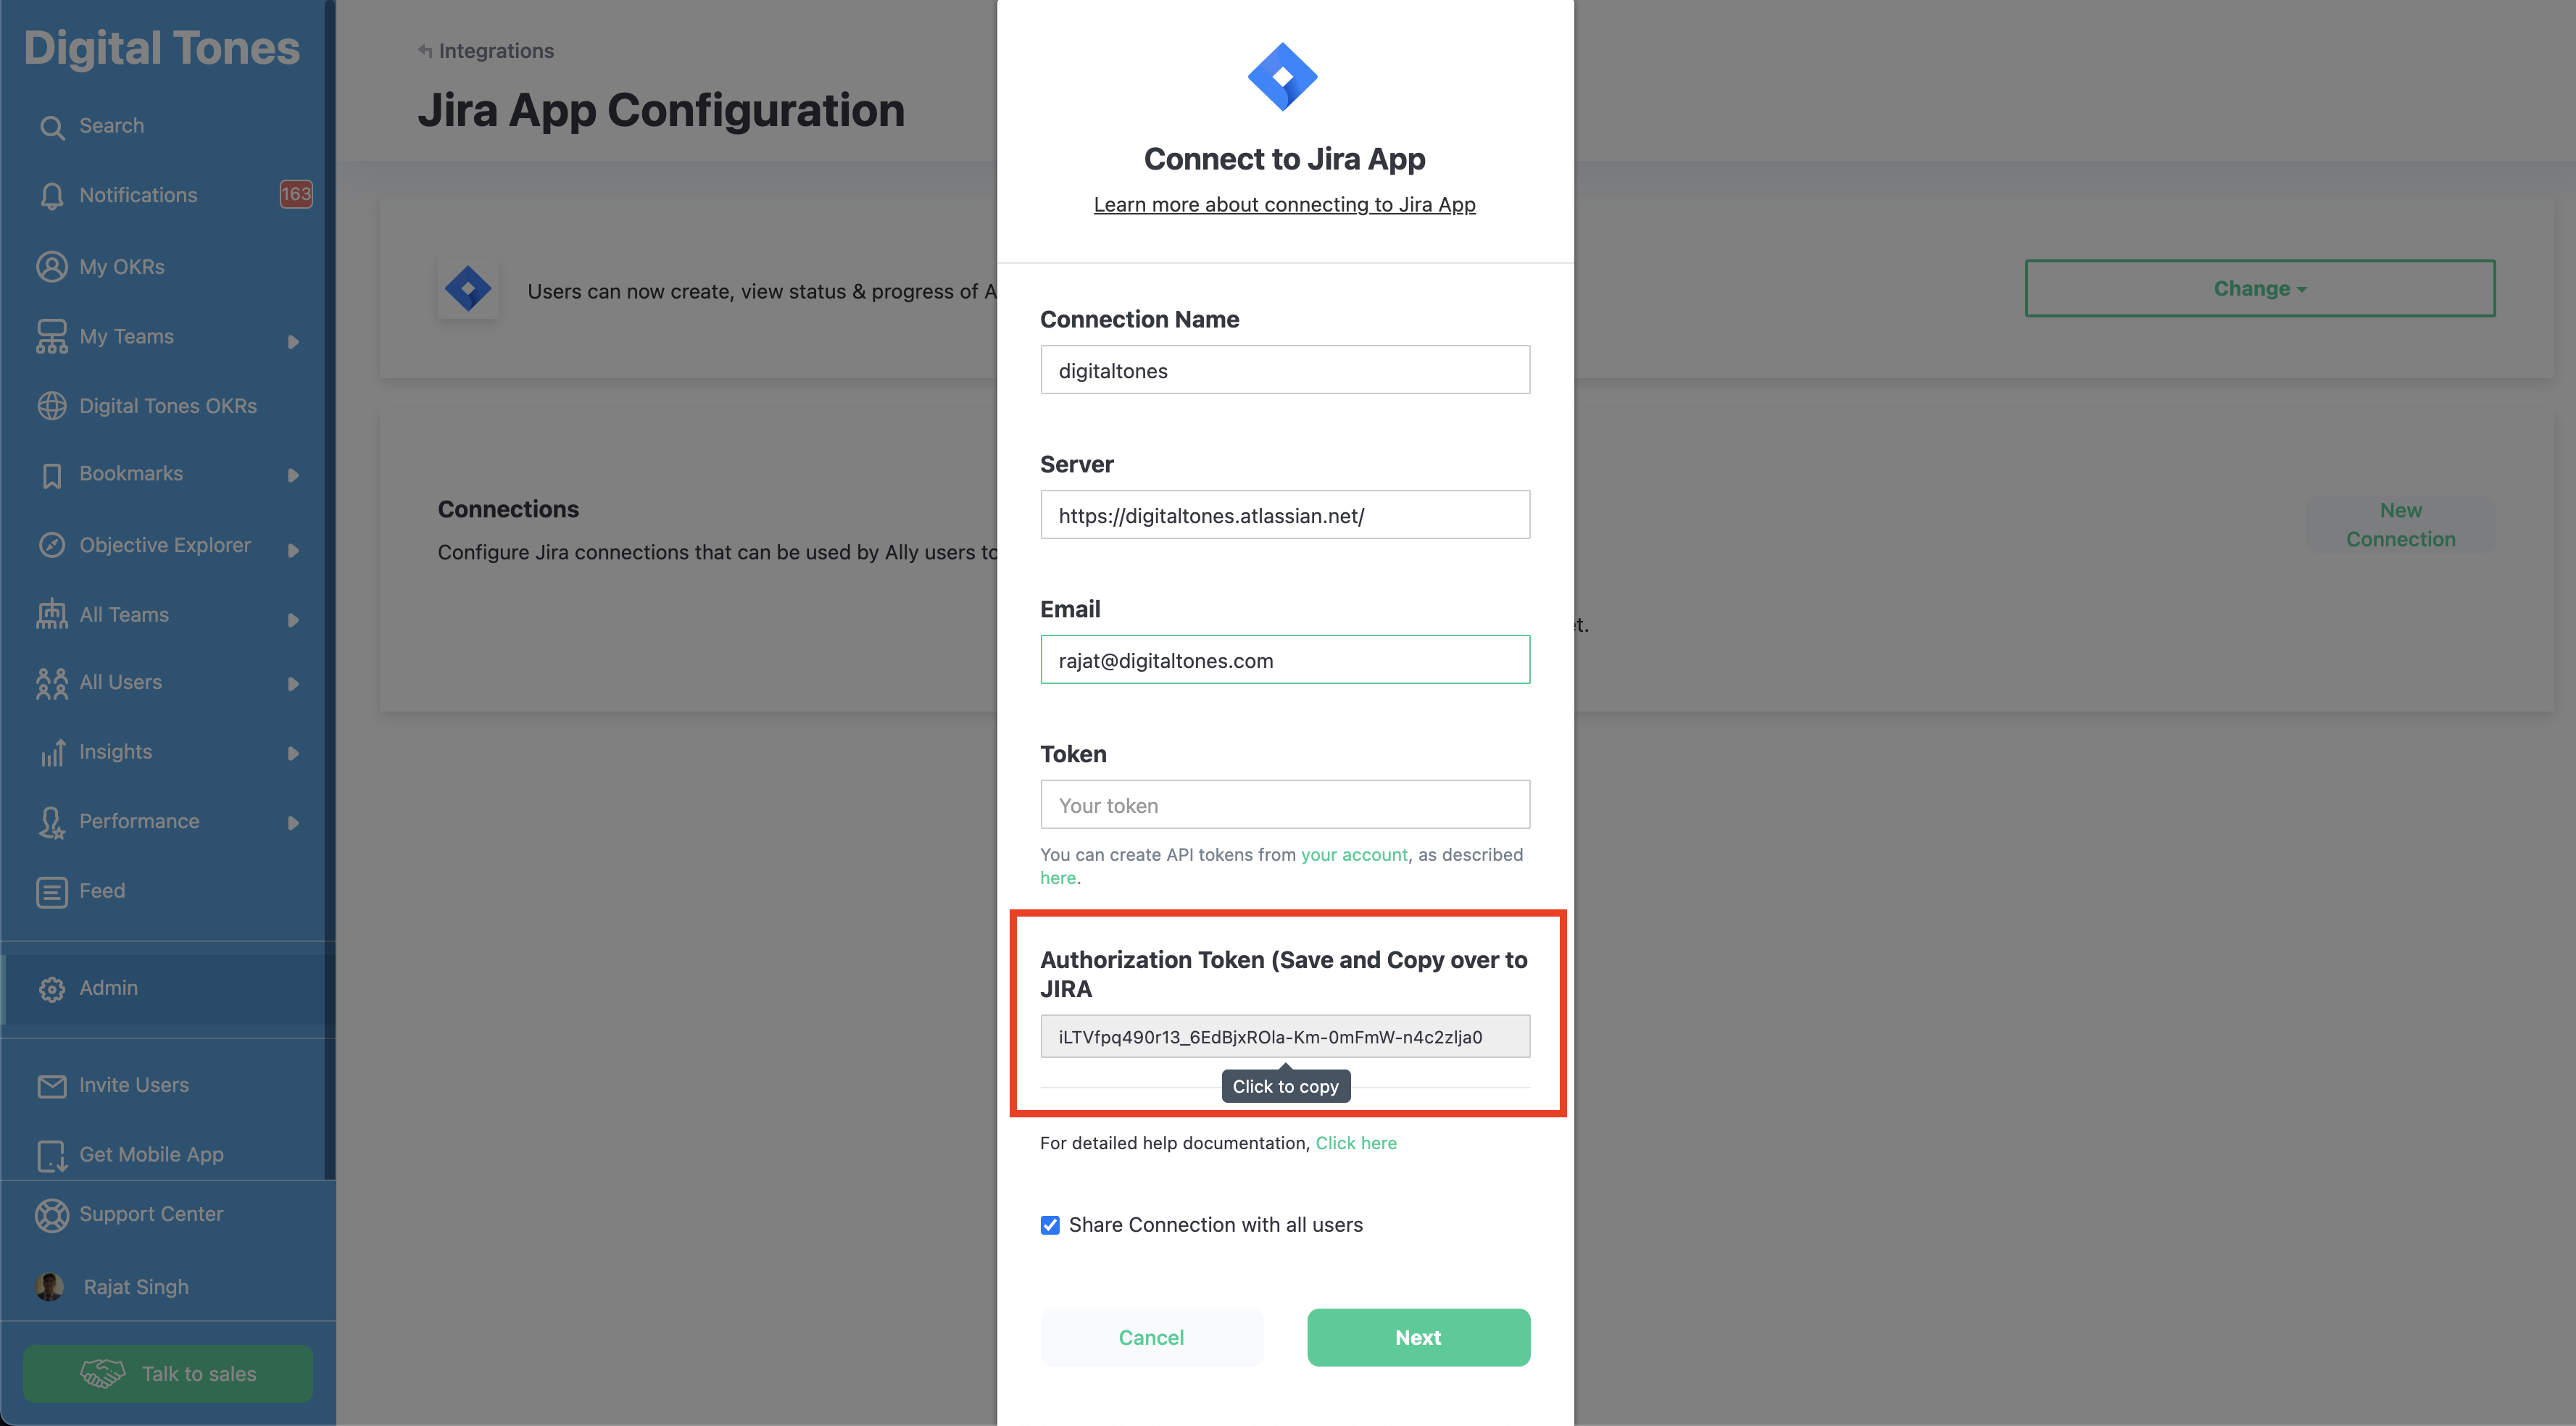 Digital Tones
Search
Notifications
163
My OKRs
My Teams
Digital Tones OKRs
Bookmarks
Objective Explorer
All Teams
All Users
Insights
Performance
Feed
Admin
Invite Users
Get Mobile App
Support Center
Rajat Singh
Talk to sales
Integrations
Jira App Configuration
Users can now create, view status & progress of A
Change
Connections
Configure Jira connections that can be used by Ally users to
New
Connection
Connect to Jira App
Learn more about connecting to Jira App
Connection Name
digitaltones
Server
https://digitaltones.atlassian.net/
Email
rajat@digitaltones.com
Token
Your token
You can create API tokens from your account, as described
here.
Authorization Token (Save and Copy over to
JIRA
iLTVfpq490r13_6EdBjxROla-Km-0mFmW-n4c2zlja0
Click to copy
For detailed help documentation, Click here
Share Connection with all users
Cancel
Next